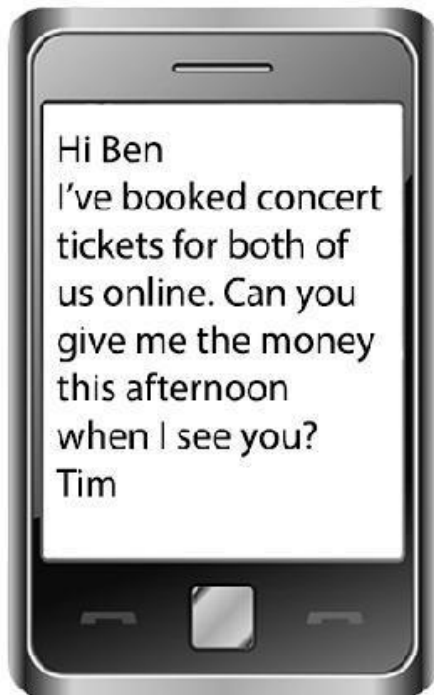 Hi Ben
I've booked concert
tickets for both of
us online. Can you
give me the money
this afternoon
when I see you?
Tim